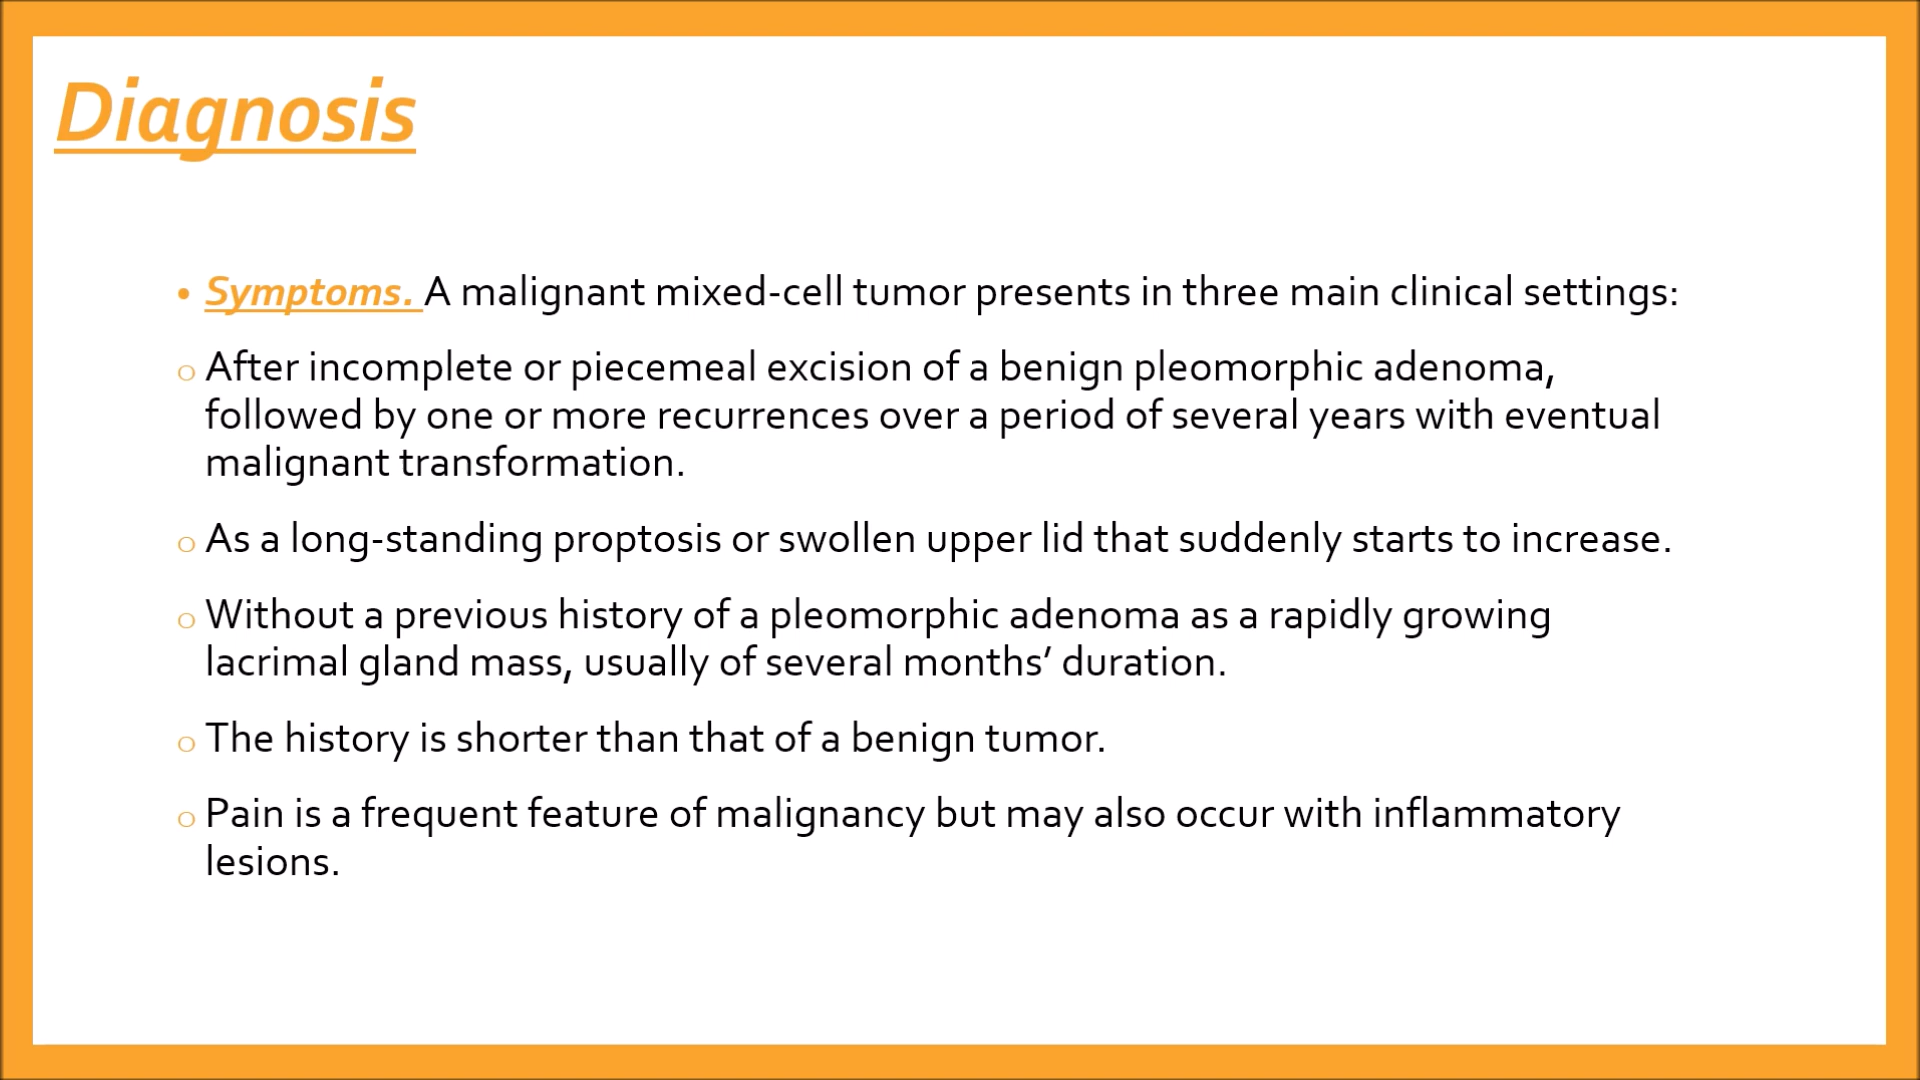 Diagnosis
• Symptoms. A malignant mixed-cell tumor presents in three main clinical settings:
o After incomplete or piecemeal excision of a benign pleomorphic adenoma,
followed by one or more recurrences over a period of several years with eventual
malignant transformation.
o As a long-standing proptosis or swollen upper lid that suddenly starts to increase.
o Without a previous history of a pleomorphic adenoma as a rapidly growing
lacrimal gland mass, usually of several months’ duration.
o The history is shorter than that of a benign tumor.
o Pain is a frequent feature of malignancy but may also occur with inflammatory
lesions.